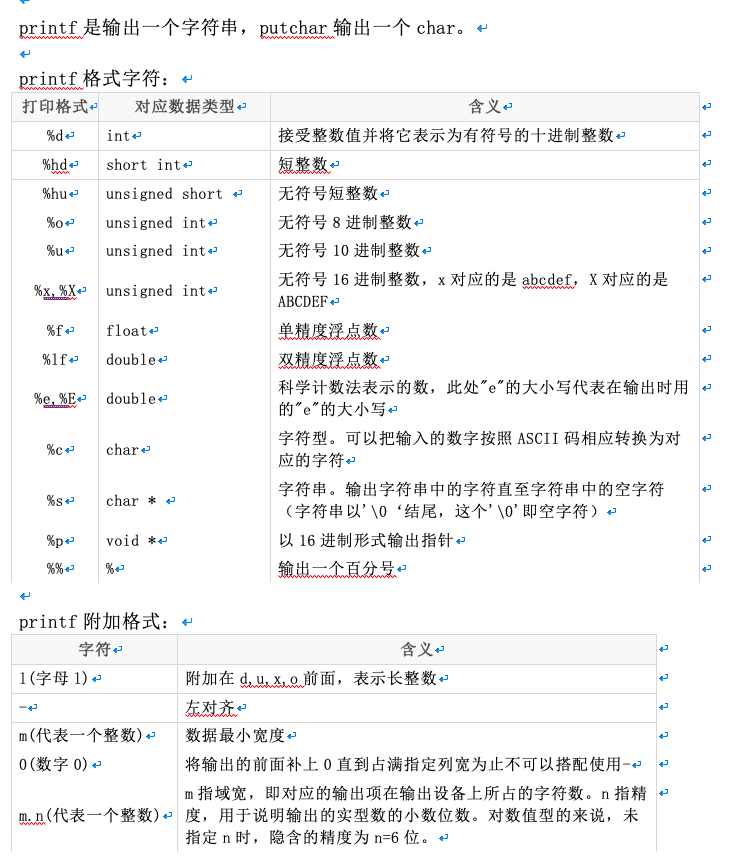 printf 是输出一个字符串，putchar 输出一个 char。
printf 格式字符：
打印格式 对应数据类型 含义
%d int 接受整数值并将它表示为有符号的十进制整数
%hd short int 短整数
%hu unsigned short 无符号短整数
%o unsigned int 无符号 8 进制整数
%u unsigned int 无符号 10 进制整数
%x,%X unsigned int 无符号 16 进制整数，x 对应的是 abcdef，X 对应的是
ABCDEF
%f float 单精度浮点数
%lf double 双精度浮点数
%e,%E double 科学计数法表示的数，此处"e"的大小写代表在输出时用
的"e"的大小写
%c char 字符型。可以把输入的数字按照 ASCII 码相应转换为对
应的字符
%s char * 字符串。输出字符串中的字符直至字符串中的空字符
（字符串以'\0‘结尾，这个'\0'即空字符）
%p void * 以 16 进制形式输出指针
%% % 输出一个百分号
printf 附加格式：
字符 含义
l(字母 l) 附加在 d,u,x,o 前面，表示长整数
- 左对齐
m(代表一个整数) 数据最小宽度
0(数字 0) 将输出的前面补上 0 直到占满指定列宽为止不可以搭配使用-
m.n(代表一个整数) m 指域宽，即对应的输出项在输出设备上所占的字符数。n 指精
度，用于说明输出的实型数的小数位数。对数值型的来说，未
指定 n 时，隐含的精度为 n=6 位。